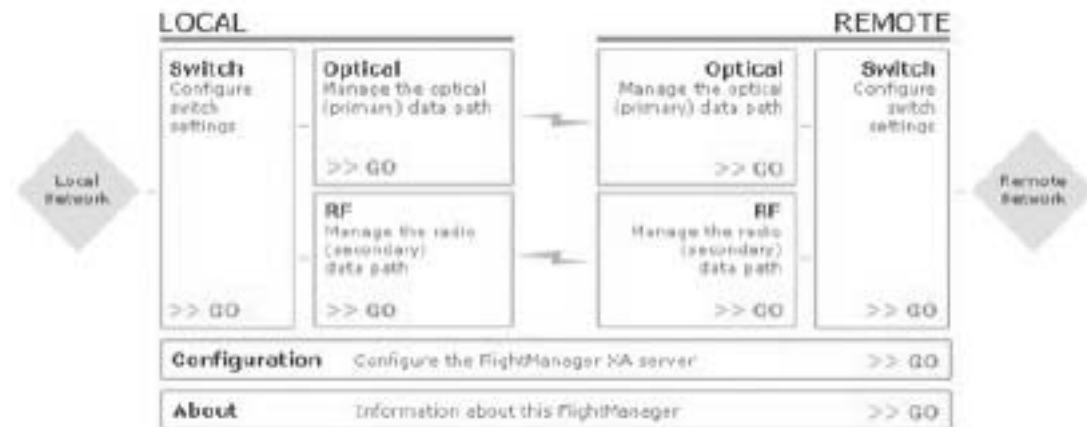 LOCAL
REMOTE
Local
Network
Switch
Configure
switch
settings
>> GO
Optical
Manage the optical
(primary) data path
>> GO
RF
Manage the radio
(secondary)
data path
>> GO
Optical
Manage the optical
(primary) data path
>> GO
RF
Manage the radio
(secondary)
data path
>> GO
Switch
Configure
switch
settings
>> GO
Remote
Network
Configuration Configure the FlightManager XA server >> GO
About Information about this FlightManager >> GO